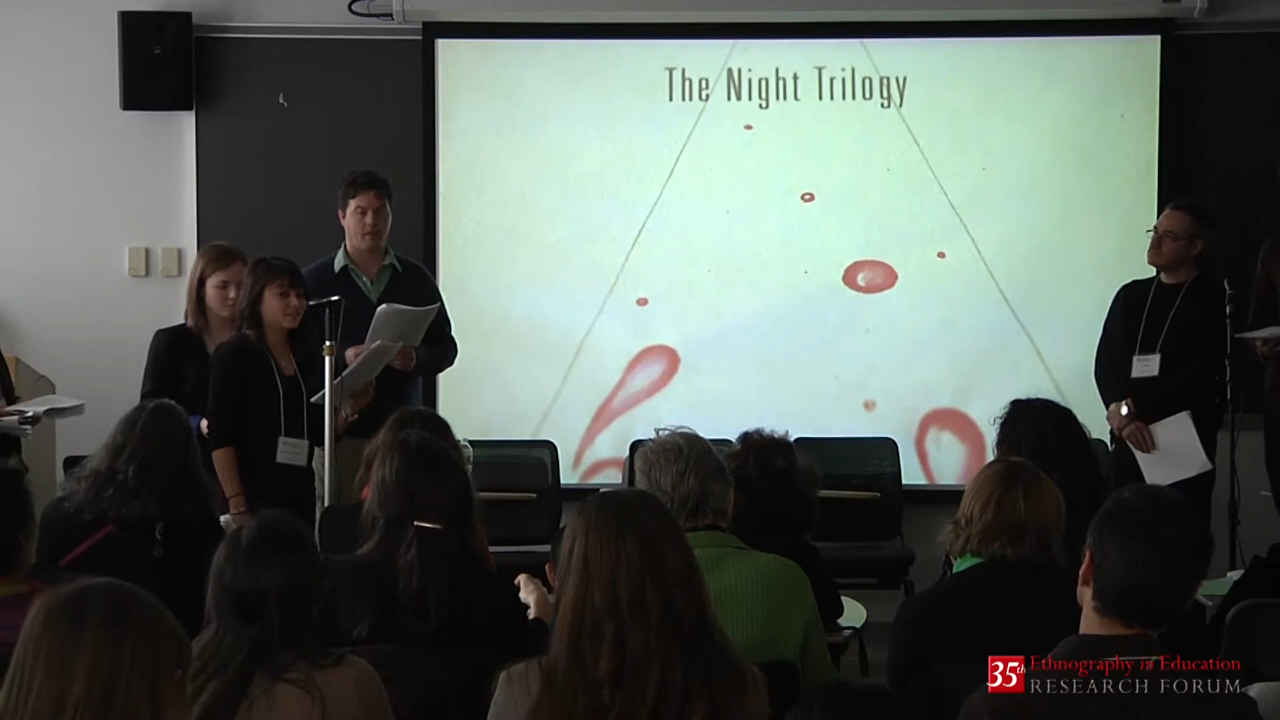 The Night Trilogy
35th
Ethnography in Education
RESEARCH FORUM